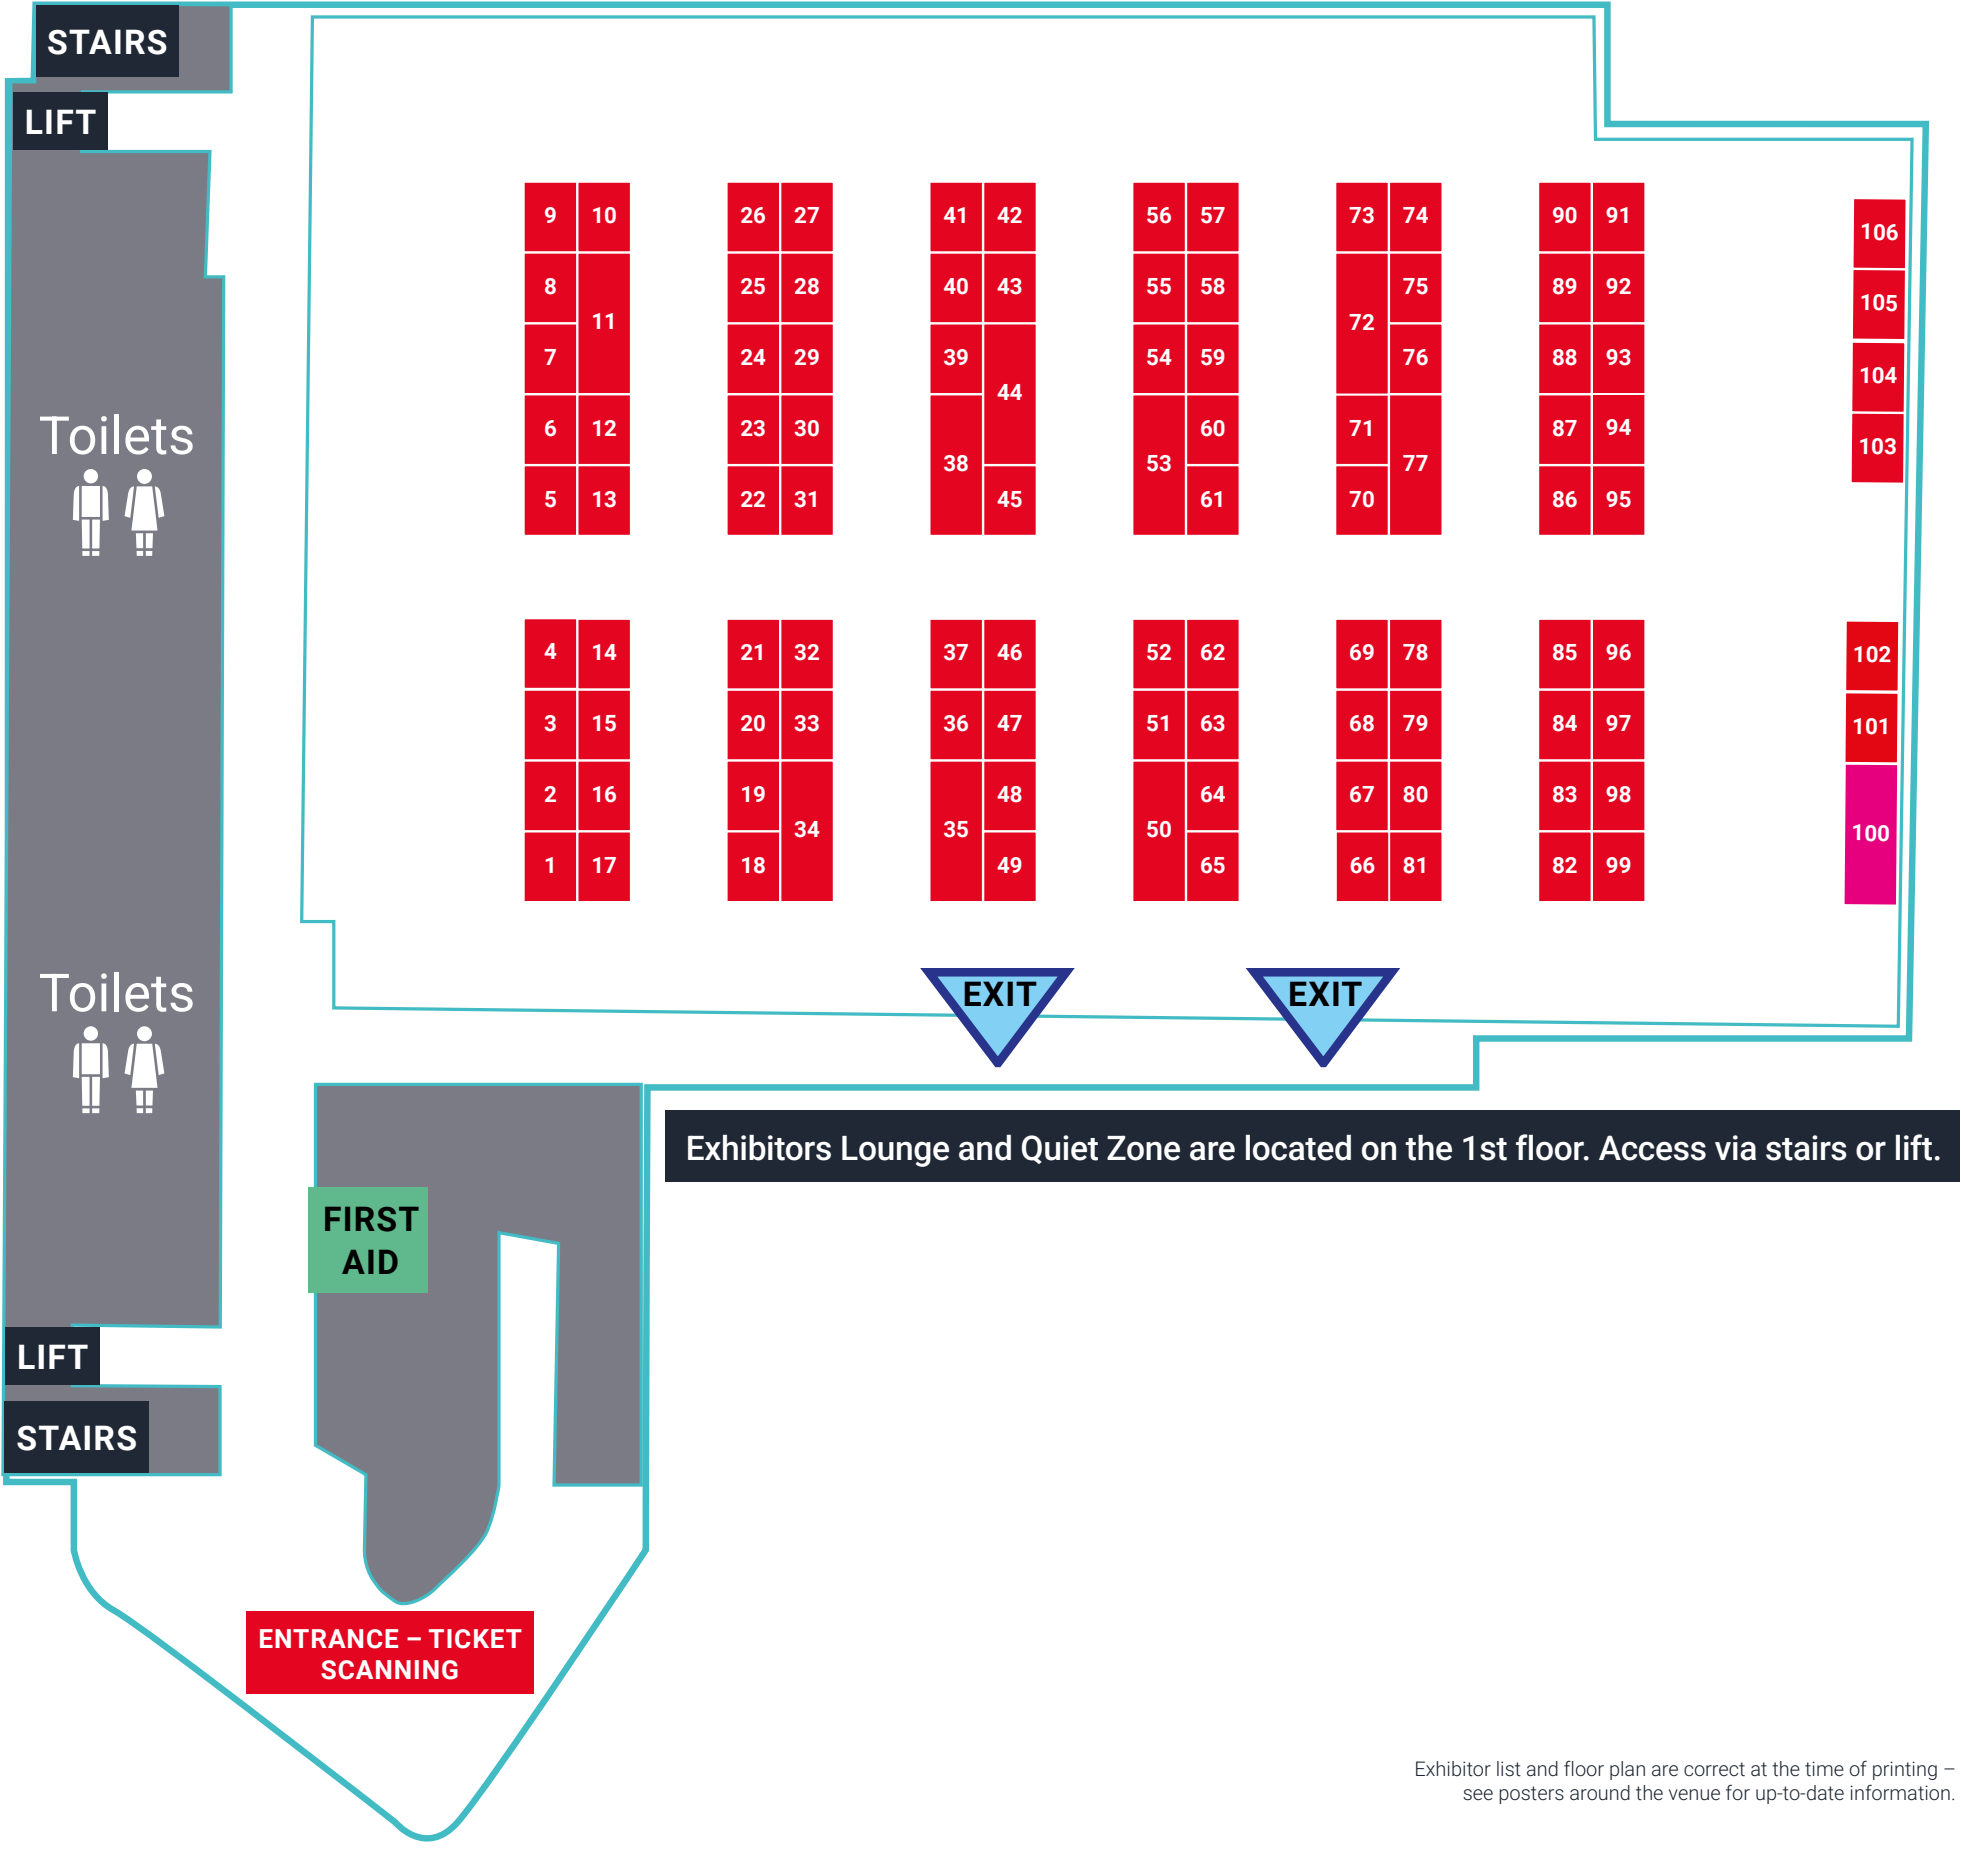 STAIRS
LIFT
9 10 26 27 41 42 56 57 73 74 90 91
106
8 25 28 40 43 55 58 75 89 92
105
11 72
7 24 29 39 54 59 76 88 93
104
44
6 12 23 30 60 71 87 94
103
38 53 77
5 13 22 31 45 61 70 86 95
Toilets
4 14 21 32 37 46 52 62 69 78 85 96
102
3 15 20 33 36 47 51 63 68 79 84 97
101
2 16 19 48 64 67 80 83 98
34 35 50 100
1 17 18 49 65 66 81 82 99
Toilets
EXIT EXIT
Exhibitors Lounge and Quiet Zone are located on the 1st floor. Access via stairs or lift.
FIRST
AID
LIFT
STAIRS
ENTRANCE – TICKET
SCANNING
Exhibitor list and floor plan are correct at the time of printing –
see posters around the venue for up-to-date information.